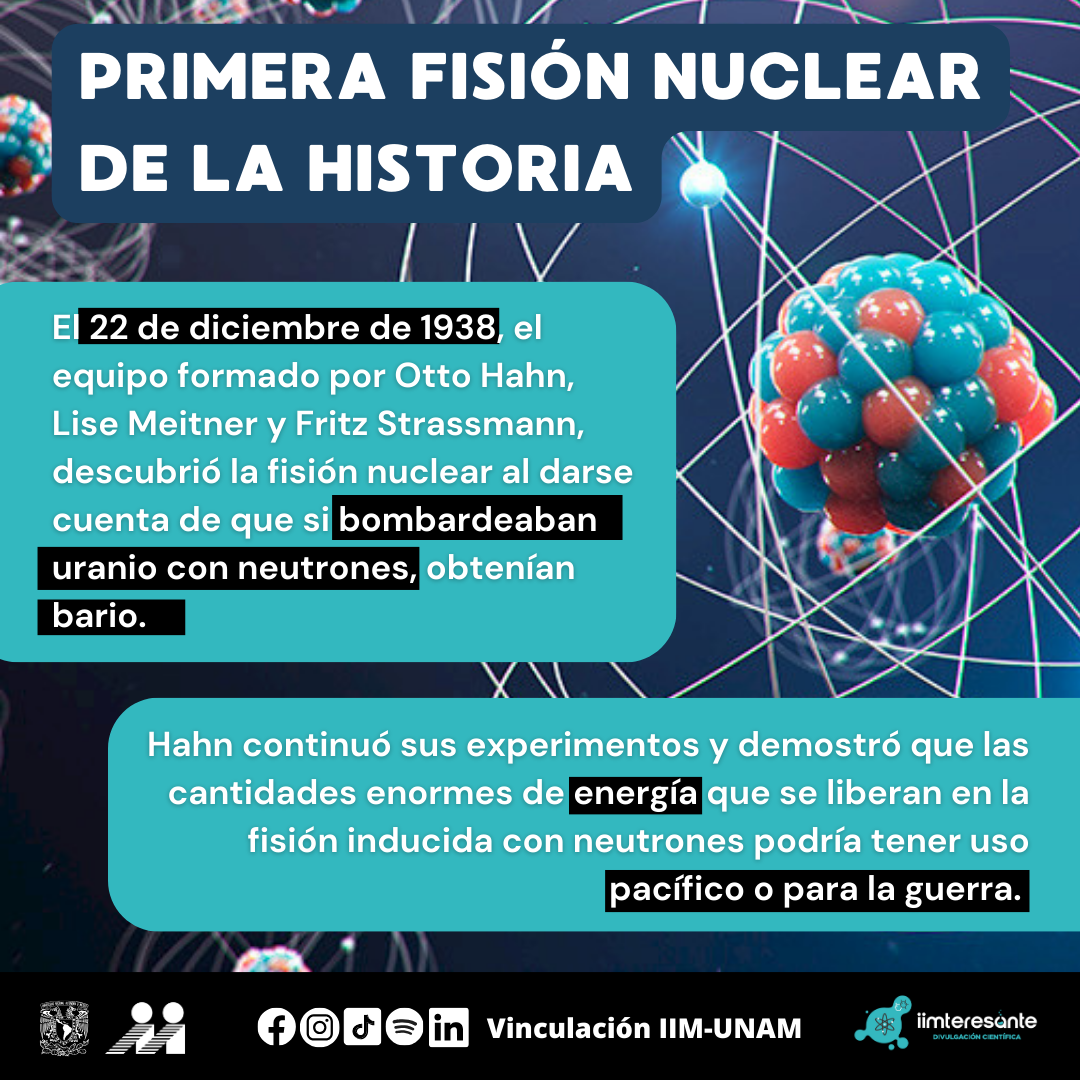 PRIMERA FISIÓN NUCLEAR
DE LA HISTORIA
El 22 de diciembre de 1938, el
equipo formado por Otto Hahn,
Lise Meitner y Fritz Strassmann,
descubrió la fisión nuclear al darse
cuenta de que si bombardeaban
uranio con neutrones, obtenían
bario.
Hahn continuó sus experimentos y demostró que las
cantidades enormes de energía que se liberan en la
fisión inducida con neutrones podría tener uso
pacífico o para la guerra.
Vinculación IIM-UNAM
iimteresante
DIVULGACIÓN CIENTÍFICA